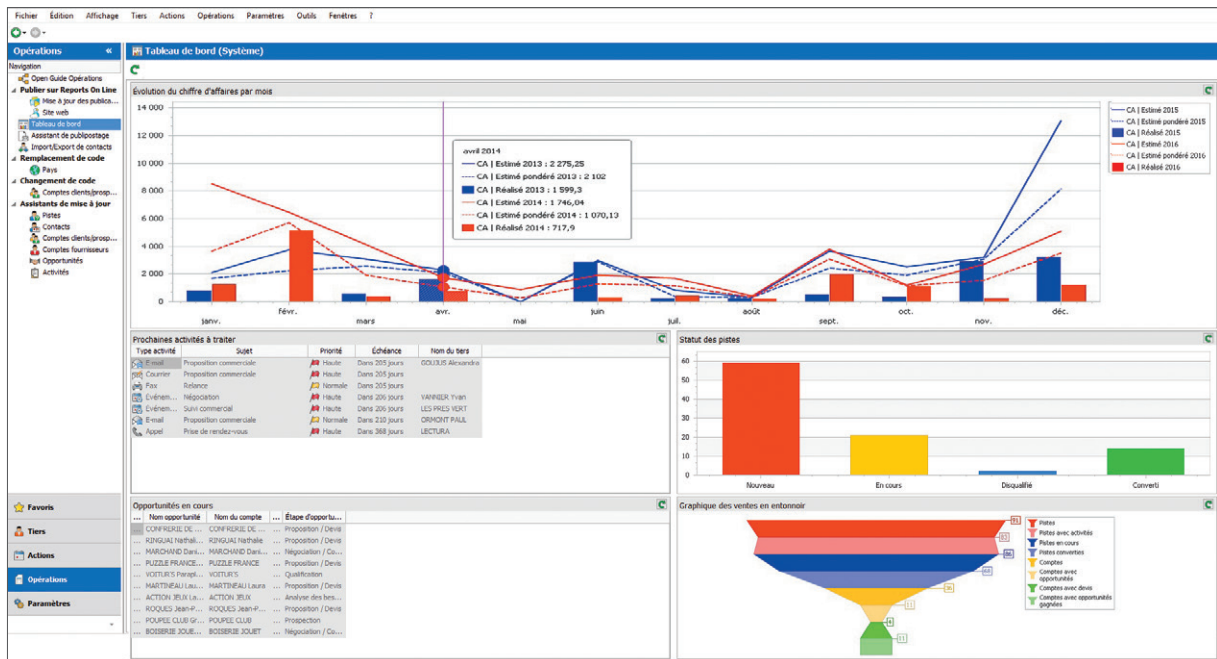 Fichier Édition Affichage Tiers Actions Opérations Paramètres Outils Fenêtres ?
Opérations «
Navigation
Open Guide Opérations
Publier sur Reports On Line
Mise à jour des publica...
Site web
Tableau de bord
Assistant de publipostage
Import/Export de contacts
Remplacement de code
Pays
Changement de code
Comptes clients/prosp...
Assistants de mise à jour
Pistes
Contacts
Comptes clients/prosp...
Comptes fournisseurs
Opportunités
Activités
Favoris
Tiers
Actions
Opérations
Paramètres
Tableau de bord (Système)
Évolution du chiffre d'affaires par mois
14 000
12 000
10 000
8 000
6 000
4 000
2 000
0
janv. févr. mars avr. mai juin juil. août sept. oct. nov. déc.
avril 2014
CA | Estimé 2013 : 2 275,25
CA | Estimé pondéré 2013 : 2 102
CA | Réalisé 2013 : 1 599,3
CA | Estimé 2014 : 1 746,04
CA | Estimé pondéré 2014 : 1 070,13
CA | Réalisé 2014 : 717,9
CA | Estimé 2015
CA | Estimé pondéré 2015
CA | Réalisé 2015
CA | Estimé 2016
CA | Estimé pondéré 2016
CA | Réalisé 2016
Prochaines activités à traiter
Type activité Sujet Priorité Échéance Nom du tiers
E-mail Proposition commerciale Haute Dans 205 jours GOUJUS Alexandra
Courrier Proposition commerciale Haute Dans 205 jours
Fax Relance Normale Dans 205 jours
Événem... Négociation Haute Dans 206 jours VANNIER Yvan
Événem... Suivi commercial Haute Dans 206 jours LES PRES VERT
E-mail Proposition commerciale Normale Dans 210 jours ORMONT PAUL
Appel Prise de rendez-vous Haute Dans 368 jours LECTURA
Statut des pistes
60
50
40
30
20
10
0
Nouveau En cours Disqualifié Converti
Opportunités en cours
... Nom opportunité Nom du compte ... Étape d'opportu...
... CONFRERIE DE ... CONFRERIE DE ... ... Proposition / Devis
... RINGUAI Nathali... RINGUAI Nathalie ... Proposition / Devis
... MARCHAND Dani... MARCHAND Dani... ... Négociation / Co...
... PUZZLE FRANCE... PUZZLE FRANCE ... Proposition / Devis
... VOITUR'S Parapl... VOITUR'S ... Qualification
... MARTINEAU Lau... MARTINEAU Laura ... Proposition / Devis
... ACTION JEUX La... ACTION JEUX ... Analyse des bes...
... ROQUES Jean-P... ROQUES Jean-P... ... Proposition / Devis
... POUPEE CLUB Gr... POUPEE CLUB ... Prospection
... BOISERIE JOUE... BOISERIE JOUET ... Négociation / Co...
Graphique des ventes en entonnoir
Pistes
Pistes avec activités
Pistes en cours
Pistes converties
Comptes
Comptes avec
opportunités
Comptes avec devis
Comptes avec opportunités
gagnées